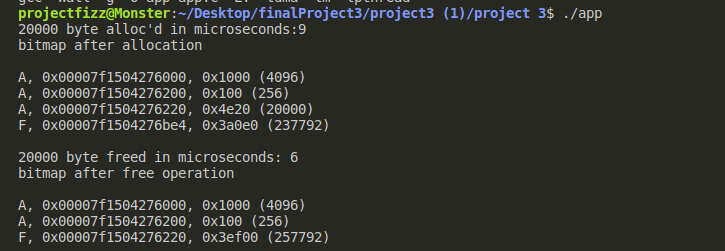 projectfizz@Monster:~/Desktop/finalProject3/project3 (1)/project 3$ ./app
20000 byte alloc'd in microseconds:9
bitmap after allocation
A, 0x00007f1504276000, 0x1000 (4096)
A, 0x00007f1504276200, 0x100 (256)
A, 0x00007f1504276220, 0x4e20 (20000)
F, 0x00007f1504276be4, 0x3a0e0 (237792)
20000 byte freed in microseconds: 6
bitmap after free operation
A, 0x00007f1504276000, 0x1000 (4096)
A, 0x00007f1504276200, 0x100 (256)
F, 0x00007f1504276220, 0x3ef00 (257792)